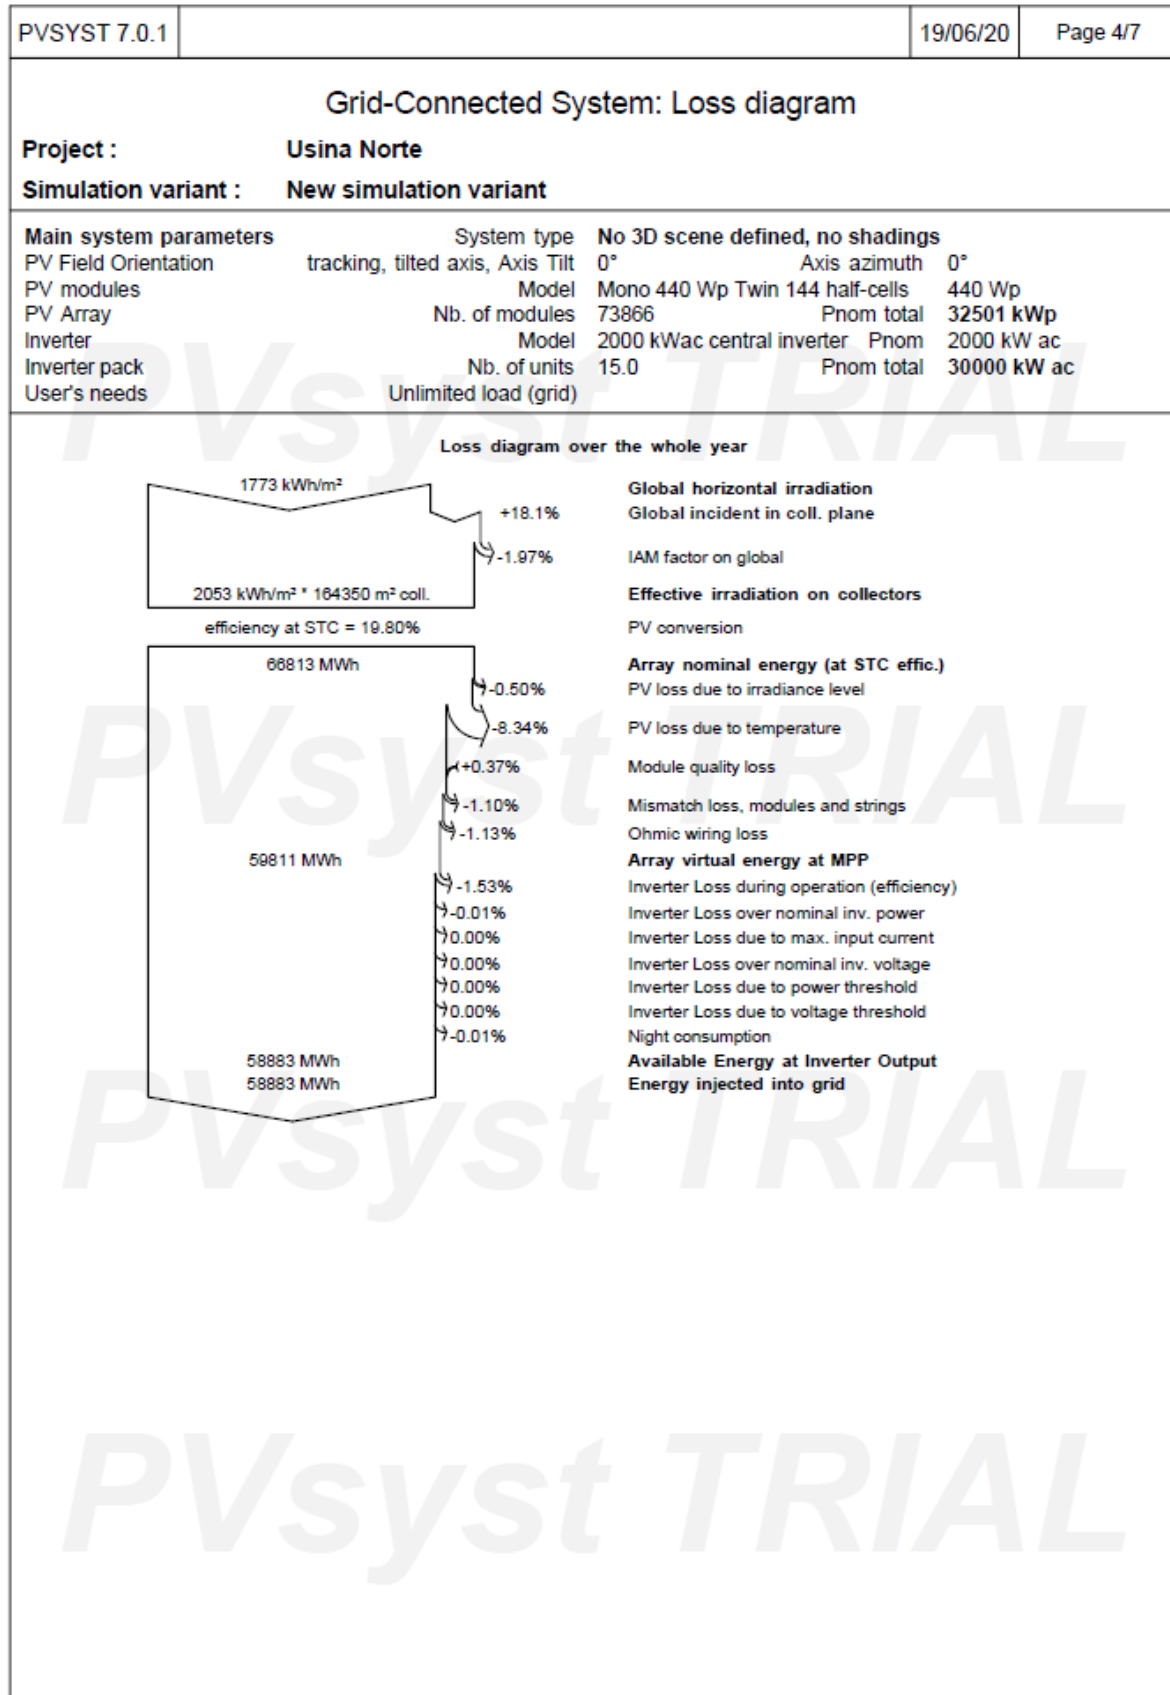 PVSYST 7.0.1 19/06/20 Page 4/7
Grid-Connected System: Loss diagram
Project : Usina Norte
Simulation variant : New simulation variant
Main system parameters System type No 3D scene defined, no shadings
PV Field Orientation tracking, tilted axis, Axis Tilt 0° Axis azimuth 0°
PV modules Model Mono 440 Wp Twin 144 half-cells 440 Wp
PV Array Nb. of modules 73866 Pnom total 32501 kWp
Inverter Model 2000 kWac central inverter Pnom 2000 kW ac
Inverter pack Nb. of units 15.0 Pnom total 30000 kW ac
User's needs Unlimited load (grid)
PVsyst TRIAL
Loss diagram over the whole year
1773 kWh/m² Global horizontal irradiation
+18.1% Global incident in coll. plane
-1.97% IAM factor on global
2053 kWh/m² * 164350 m² coll. Effective irradiation on collectors
efficiency at STC = 19.80% PV conversion
66813 MWh Array nominal energy (at STC effic.)
-0.50% PV loss due to irradiance level
-8.34% PV loss due to temperature
PVsyst TRIAL
+0.37% Module quality loss
-1.10% Mismatch loss, modules and strings
-1.13% Ohmic wiring loss
59811 MWh Array virtual energy at MPP
-1.53% Inverter Loss during operation (efficiency)
-0.01% Inverter Loss over nominal inv. power
0.00% Inverter Loss due to max. input current
0.00% Inverter Loss over nominal inv. voltage
0.00% Inverter Loss due to power threshold
0.00% Inverter Loss due to voltage threshold
-0.01% Night consumption
58883 MWh Available Energy at Inverter Output
58883 MWh Energy injected into grid
PVsyst TRIAL
PVsyst TRIAL